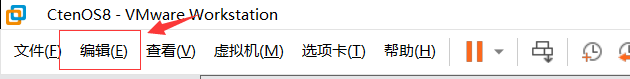 CtenOS8 - VMware Workstation
文件(F) 编辑(E) 查看(V) 虚拟机(M) 选项卡(T) 帮助(H)